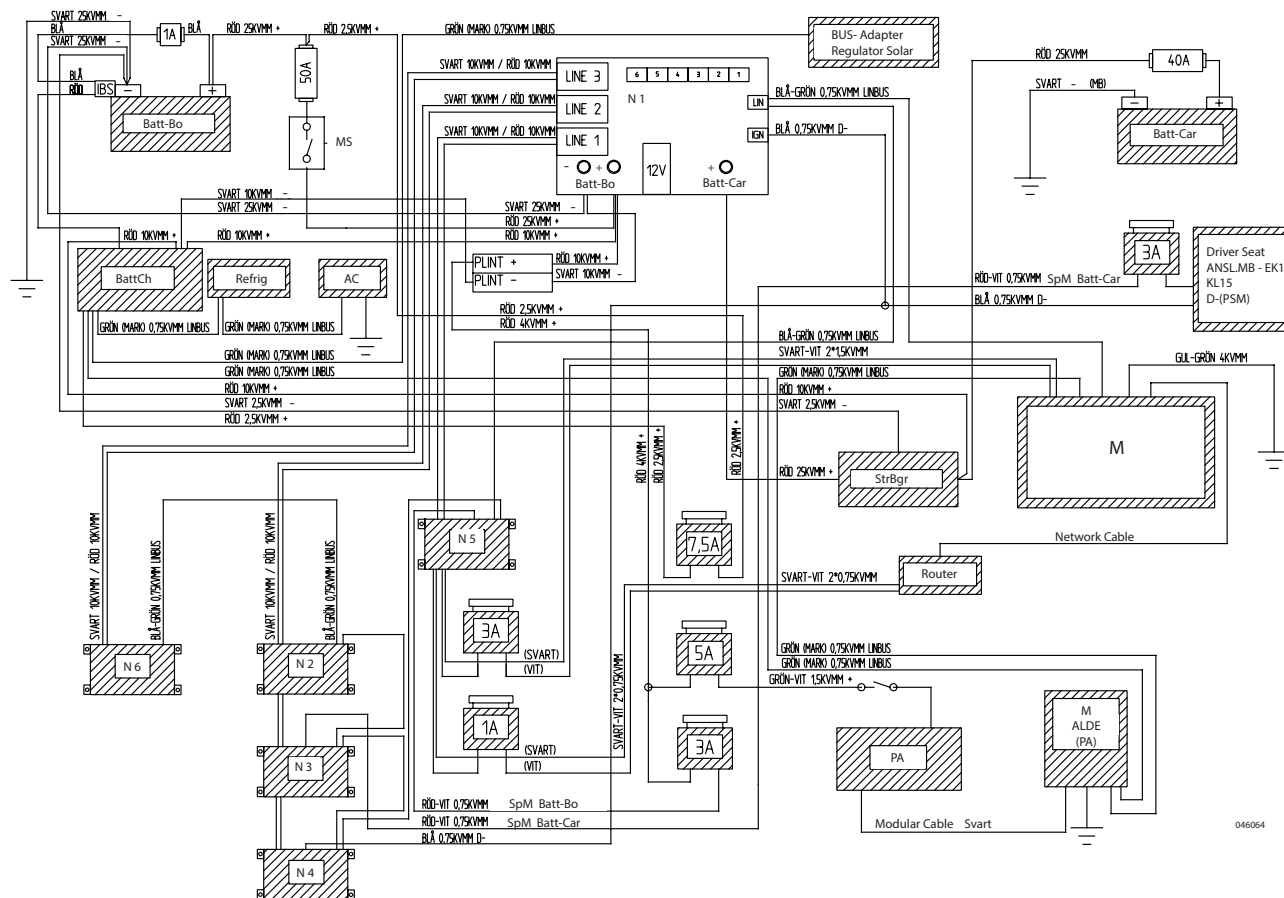 SVART 25KVMM -
BLÅ
SVART 25KVMM -
1A
BLÅ
RÖD 25KVMM +
RÖD 2,5KVMM +
50A
MS
BLÅ
RÖD
IBS
-
+
Batt-Bo
GRÖN (MARK) 0,75KVMM LINBUS
BUS- Adapter
Regulator Solar
SVART 10KVMM / RÖD 10KVMM
SVART 10KVMM / RÖD 10KVMM
SVART 10KVMM / RÖD 10KVMM
LINE 3
LINE 2
LINE 1
6 5 4 3 2 1
N 1
LIN
IGN
- +
Batt-Bo
12V
+
Batt-Car
BLÅ-GRÖN 0,75KVMM LINBUS
BLÅ 0,75KVMM D-
RÖD 25KVMM
40A
SVART - (MB)
-
+
Batt-Car
SVART 10KVMM -
SVART 25KVMM -
SVART 25KVMM -
RÖD 25KVMM +
RÖD 10KVMM +
RÖD 10KVMM +
RÖD 10KVMM +
BattCh
Refrig
AC
PLINT +
PLINT -
RÖD 10KVMM +
SVART 10KVMM -
3A
Driver Seat
ANSL.MB - EK1
KL15
D-(PSM)
RÖD-VIT 0,75KVMM SpM Batt-Car
BLÅ 0,75KVMM D-
RÖD 2,5KVMM +
RÖD 4KVMM +
GRÖN (MARK) 0,75KVMM LINBUS
GRÖN (MARK) 0,75KVMM LINBUS
GRÖN (MARK) 0,75KVMM LINBUS
GRÖN (MARK) 0,75KVMM LINBUS
RÖD 10KVMM +
SVART 2,5KVMM -
RÖD 2,5KVMM +
BLÅ-GRÖN 0,75KVMM LINBUS
SVART-VIT 2*1,5KVMM
GRÖN (MARK) 0,75KVMM LINBUS
RÖD 10KVMM +
SVART 2,5KVMM -
GUL-GRÖN 4KVMM
M
RÖD 4KVMM +
RÖD 2,5KVMM +
RÖD 2,5KVMM +
RÖD 25KVMM +
StrBgr
Network Cable
SVART 10KVMM / RÖD 10KVMM
BLÅ-GRÖN 0,75KVMM LINBUS
SVART 10KVMM / RÖD 10KVMM
BLÅ-GRÖN 0,75KVMM LINBUS
N 5
7,5A
SVART-VIT 2*0,75KVMM
Router
3A
(SVART)
(VIT)
SVART-VIT 2*0,75KVMM
5A
GRÖN (MARK) 0,75KVMM LINBUS
GRÖN (MARK) 0,75KVMM LINBUS
GRÖN-VIT 1,5KVMM +
N 6
N 2
1A
(SVART)
(VIT)
3A
PA
M
ALDE
(PA)
N 3
RÖD-VIT 0,75KVMM SpM Batt-Bo
RÖD-VIT 0,75KVMM SpM Batt-Car
BLÅ 0,75KVMM D-
Modular Cable Svart
046064
N 4